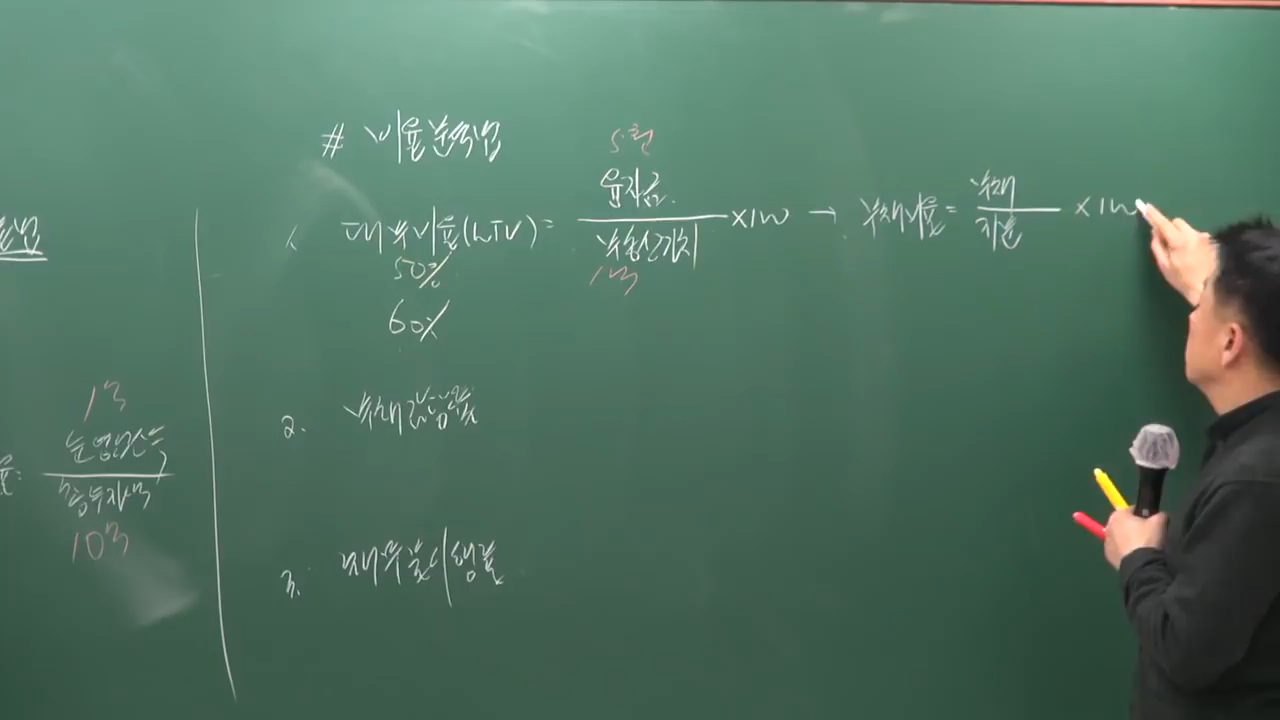 # 비율분석법
1. 대부비율(LTV) = 융자금 / 부동산가치 ×100 → 부채비율 = 부채 / 지분 ×100
5천
1억
50%
60%
2. 부채감당률
3. 채무불이행률
1억
순영업소득
총투자액
10억